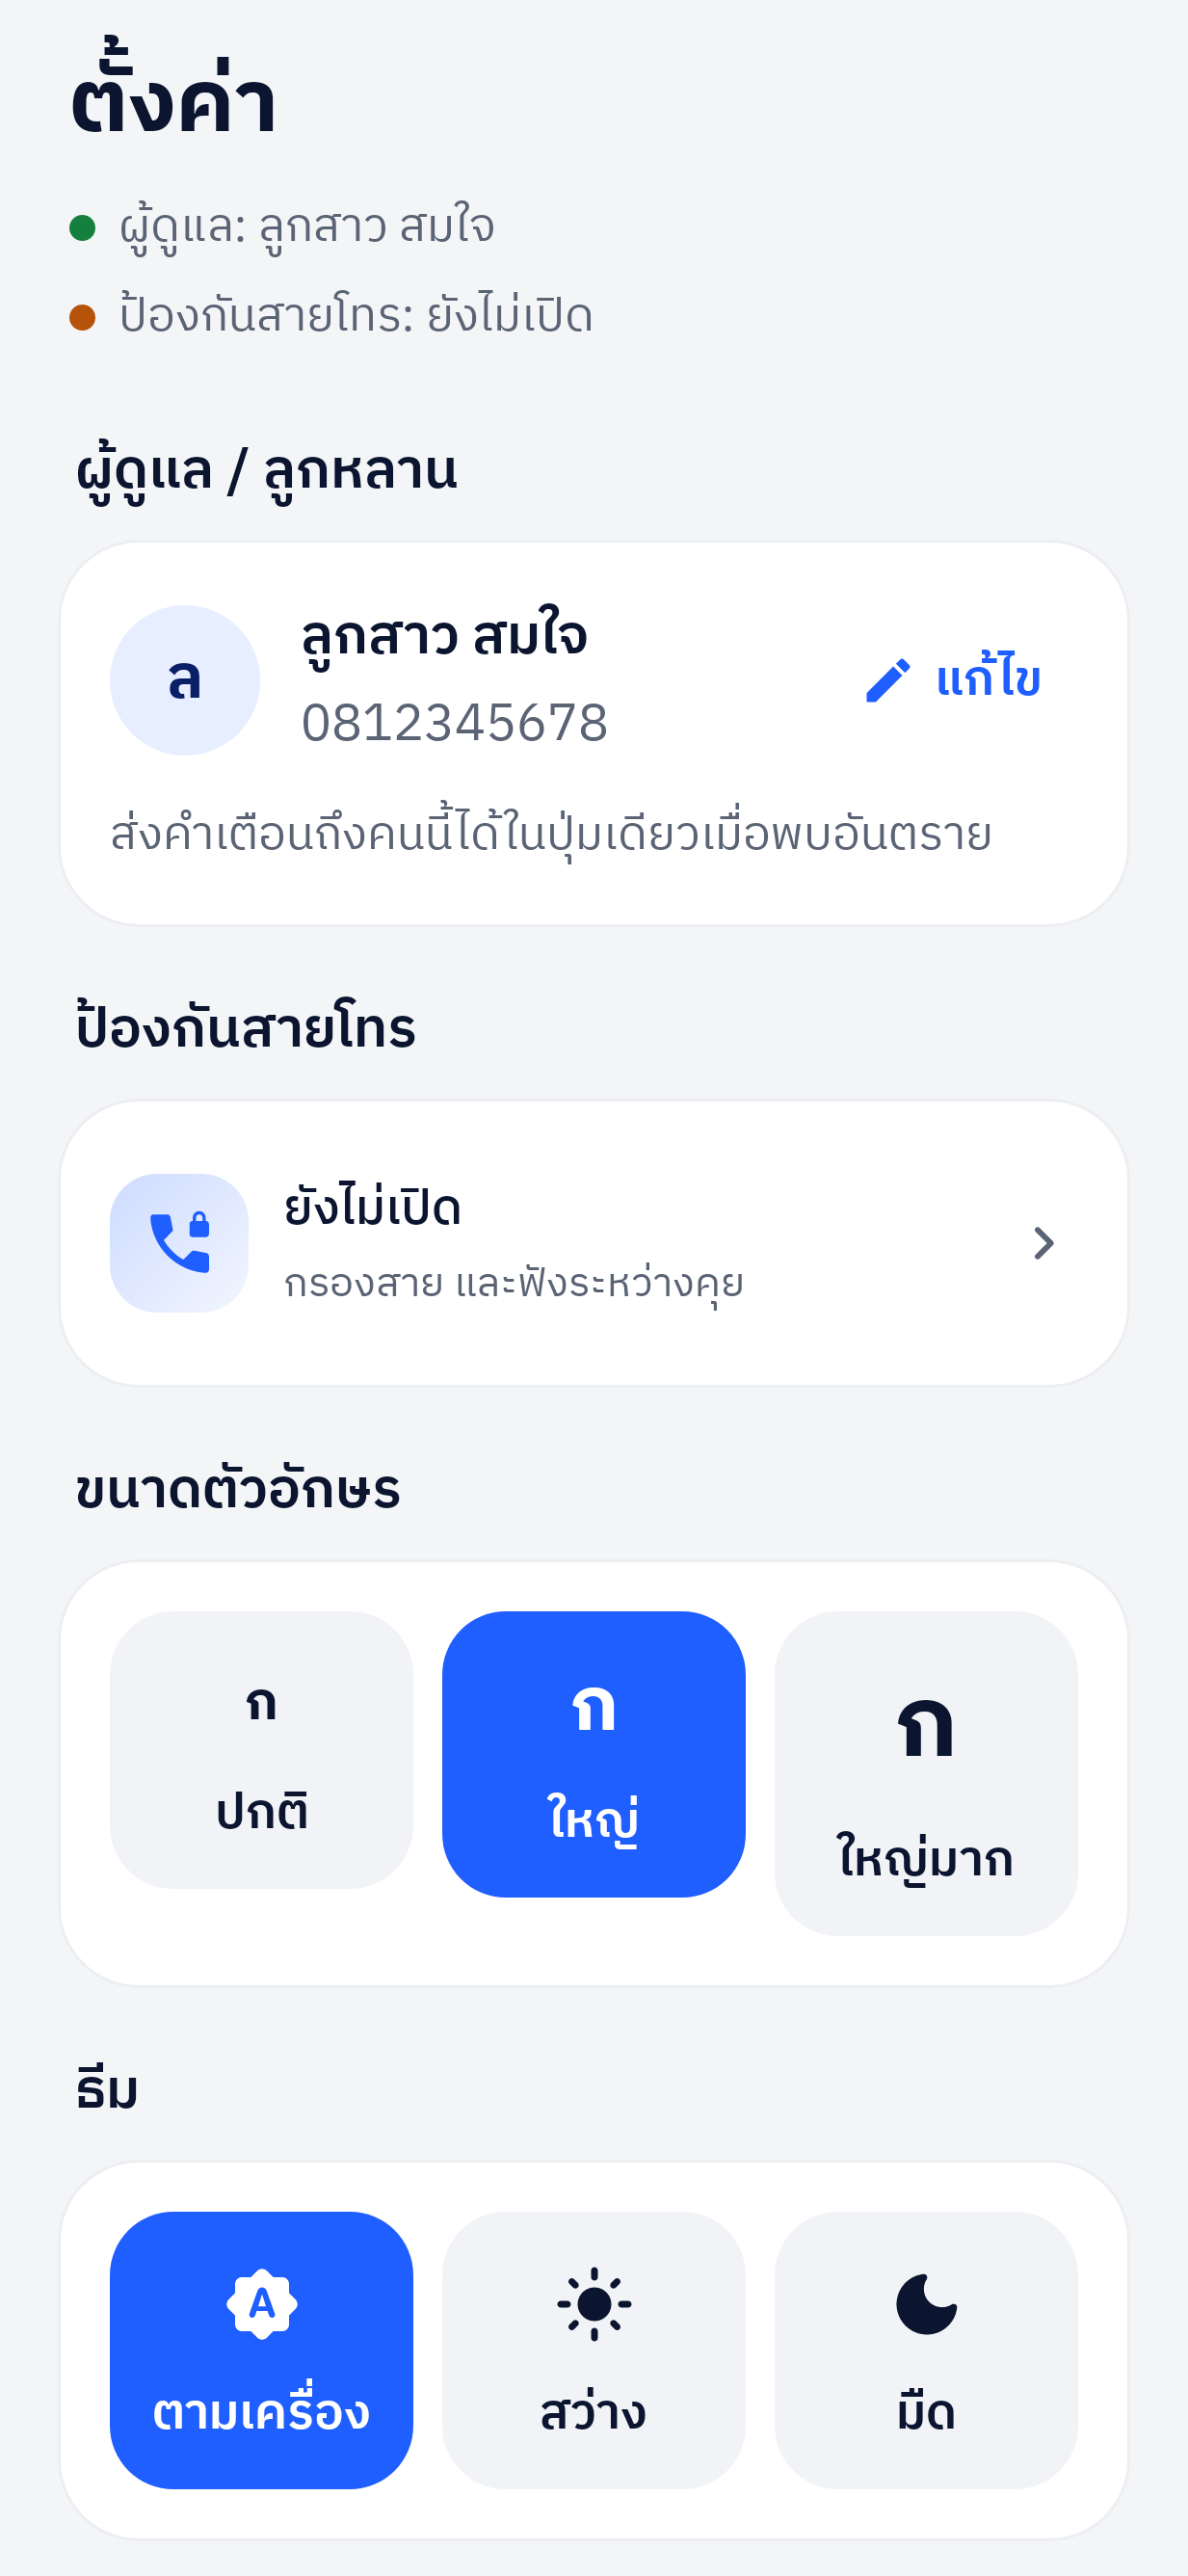 ตั้งค่า
ผู้ดูแล: ลูกสาว สมใจ
ป้องกันสายโทร: ยังไม่เปิด
ผู้ดูแล / ลูกหลาน
ล
ลูกสาว สมใจ
0812345678
แก้ไข
ส่งคำเตือนถึงคนนี้ได้ในปุ่มเดียวเมื่อพบอันตราย
ป้องกันสายโทร
ยังไม่เปิด
กรองสาย และฟังระหว่างคุย
ขนาดตัวอักษร
ก
ปกติ
ก
ใหญ่
ก
ใหญ่มาก
ธีม
A
ตามเครื่อง
สว่าง
มืด